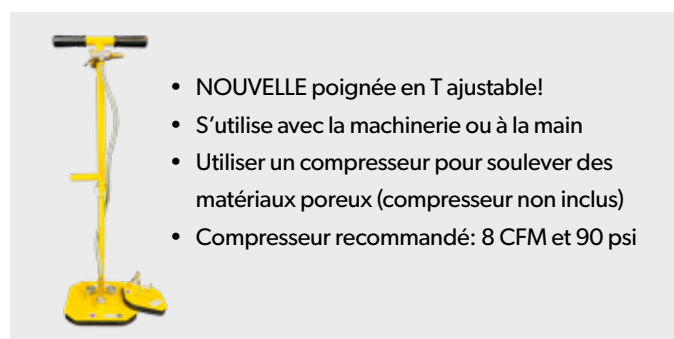 • NOUVELLE poignée en T ajustable!
• S’utilise avec la machinerie ou à la main
• Utiliser un compresseur pour soulever des
matériaux poreux (compresseur non inclus)
• Compresseur recommandé: 8 CFM et 90 psi